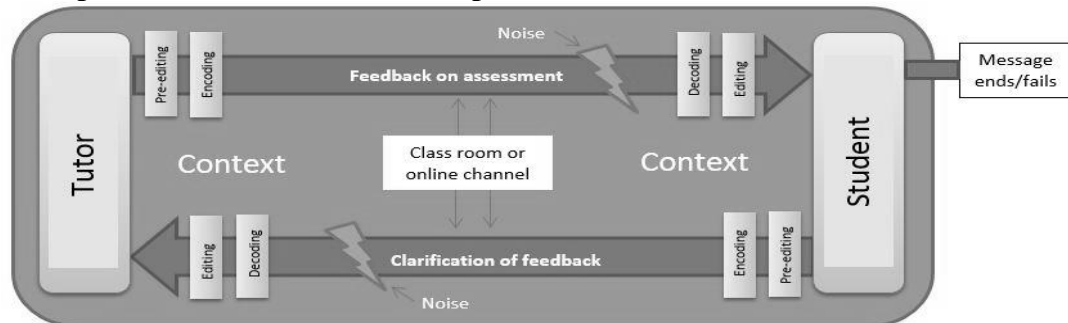 Noise
Pre-editing
Encoding
Feedback on assessment
Decoding
Editing
Message
ends/fails
Tutor
Context
Class room or
online channel
Context
Student
Editing
Decoding
Clarification of feedback
Encoding
Pre-editing
Noise